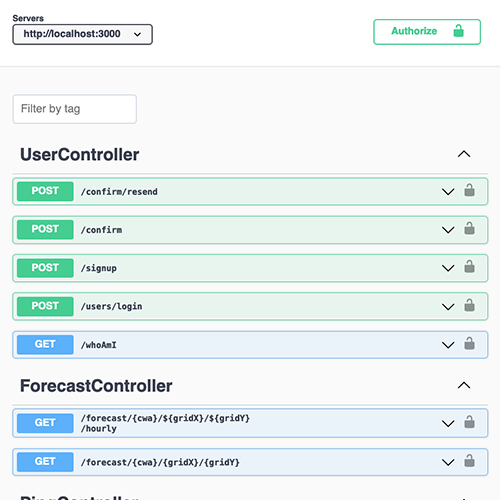 Servers
http://localhost:3000
Authorize
Filter by tag
UserController
POST /confirm/resend
POST /confirm
POST /signup
POST /users/login
GET /whoAmI
ForecastController
GET /forecast/{cwa}/${gridX}/${gridY}
/hourly
GET /forecast/{cwa}/{gridX}/{gridY}
PingController